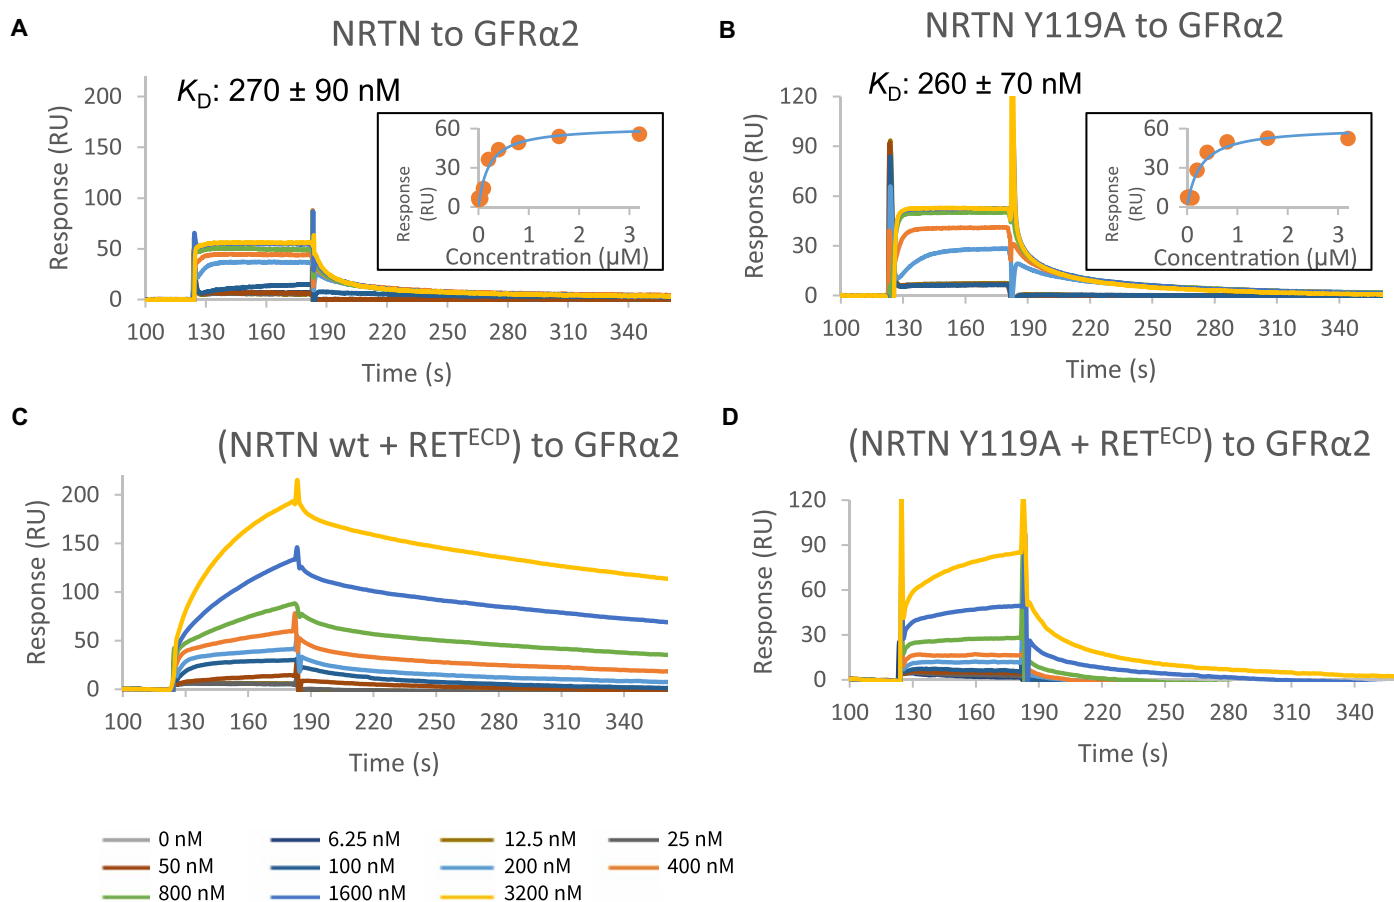 A
NRTN to GFRα2
KD: 270 ± 90 nM
Response (RU)
200
150
100
50
0
100 130 160 190 220 250 280 310 340
Time (s)
Response (RU)
60
30
0
0 1 2 3
Concentration (µM)
B
NRTN Y119A to GFRα2
KD: 260 ± 70 nM
Response (RU)
120
90
60
30
0
100 130 160 190 220 250 280 310 340
Time (s)
Response (RU)
60
30
0
0 1 2 3
Concentration (µM)
C
(NRTN wt + RETECD) to GFRα2
Response (RU)
200
150
100
50
0
100 130 160 190 220 250 280 310 340
Time (s)
D
(NRTN Y119A + RETECD) to GFRα2
Response (RU)
120
90
60
30
0
100 130 160 190 220 250 280 310 340
Time (s)
0 nM 6.25 nM 12.5 nM 25 nM
50 nM 100 nM 200 nM 400 nM
800 nM 1600 nM 3200 nM